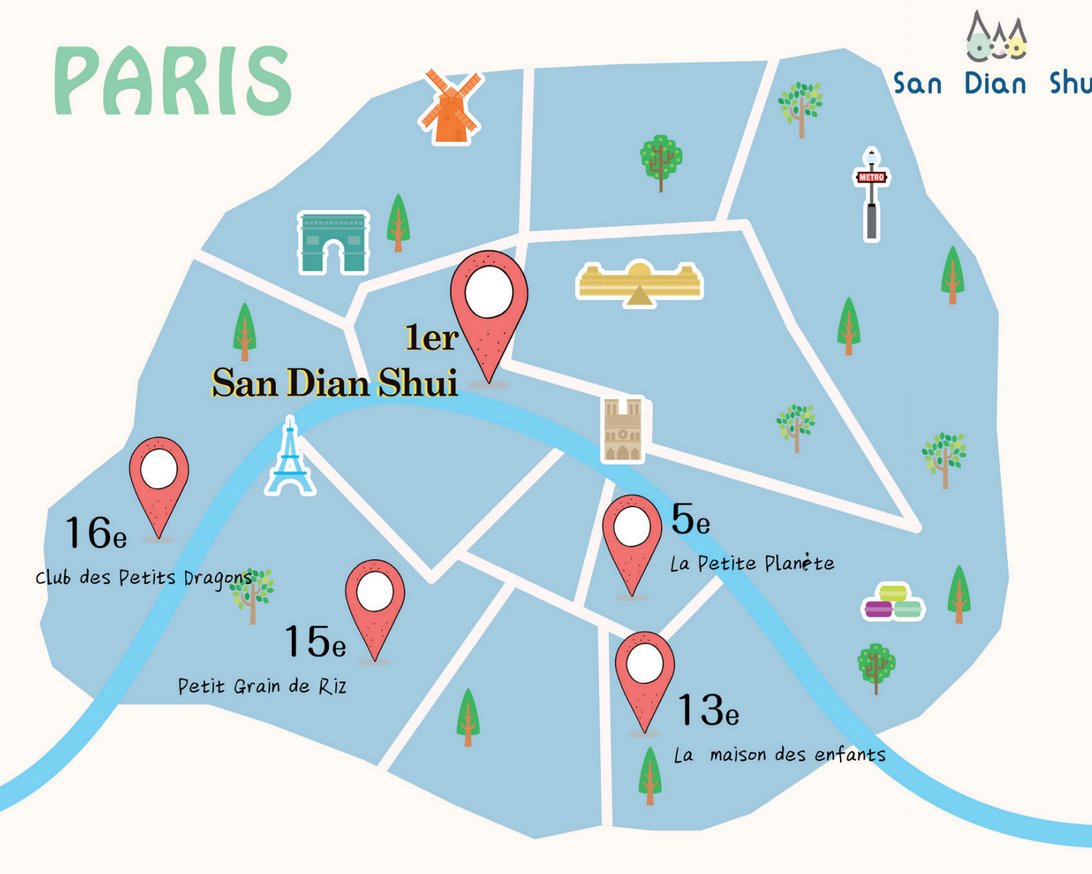 PARIS
San Dian Shu
METRO
1er
San Dian Shui
16e
Club des Petits Dragons
5e
La Petite Planète
15e
Petit Grain de Riz
13e
La maison des enfants